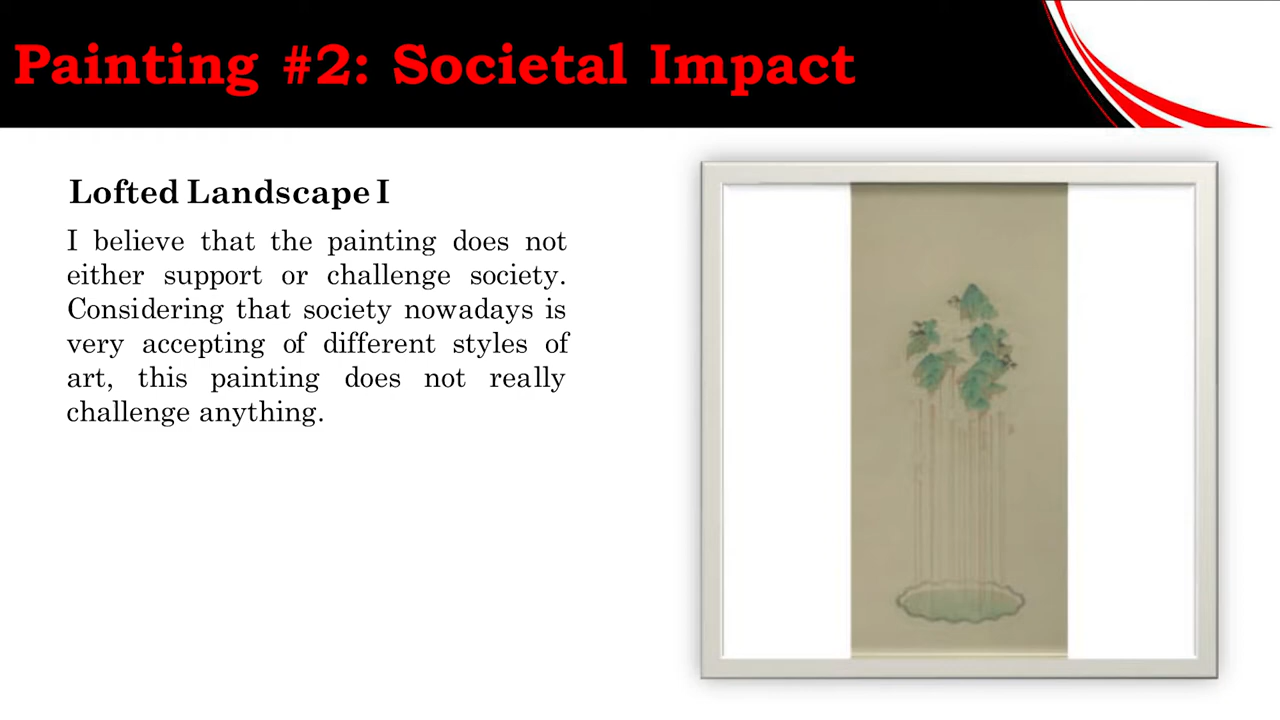 Painting #2: Societal Impact
Lofted Landscape I
I believe that the painting does not
either support or challenge society.
Considering that society nowadays is
very accepting of different styles of
art, this painting does not really
challenge anything.